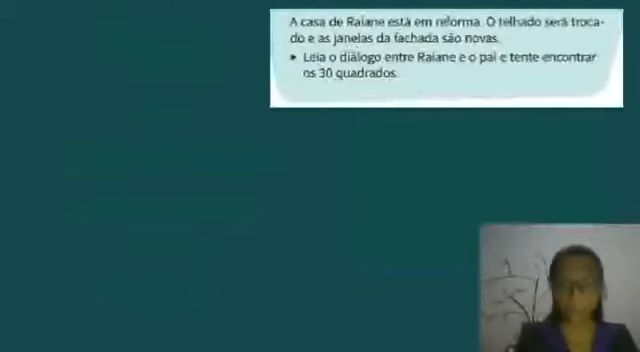 A casa de Raiane está em reforma. O telhado será troca-
do e as janelas da fachada são novas.
• Leia o diálogo entre Raiane e o pai e tente encontrar
os 30 quadrados.